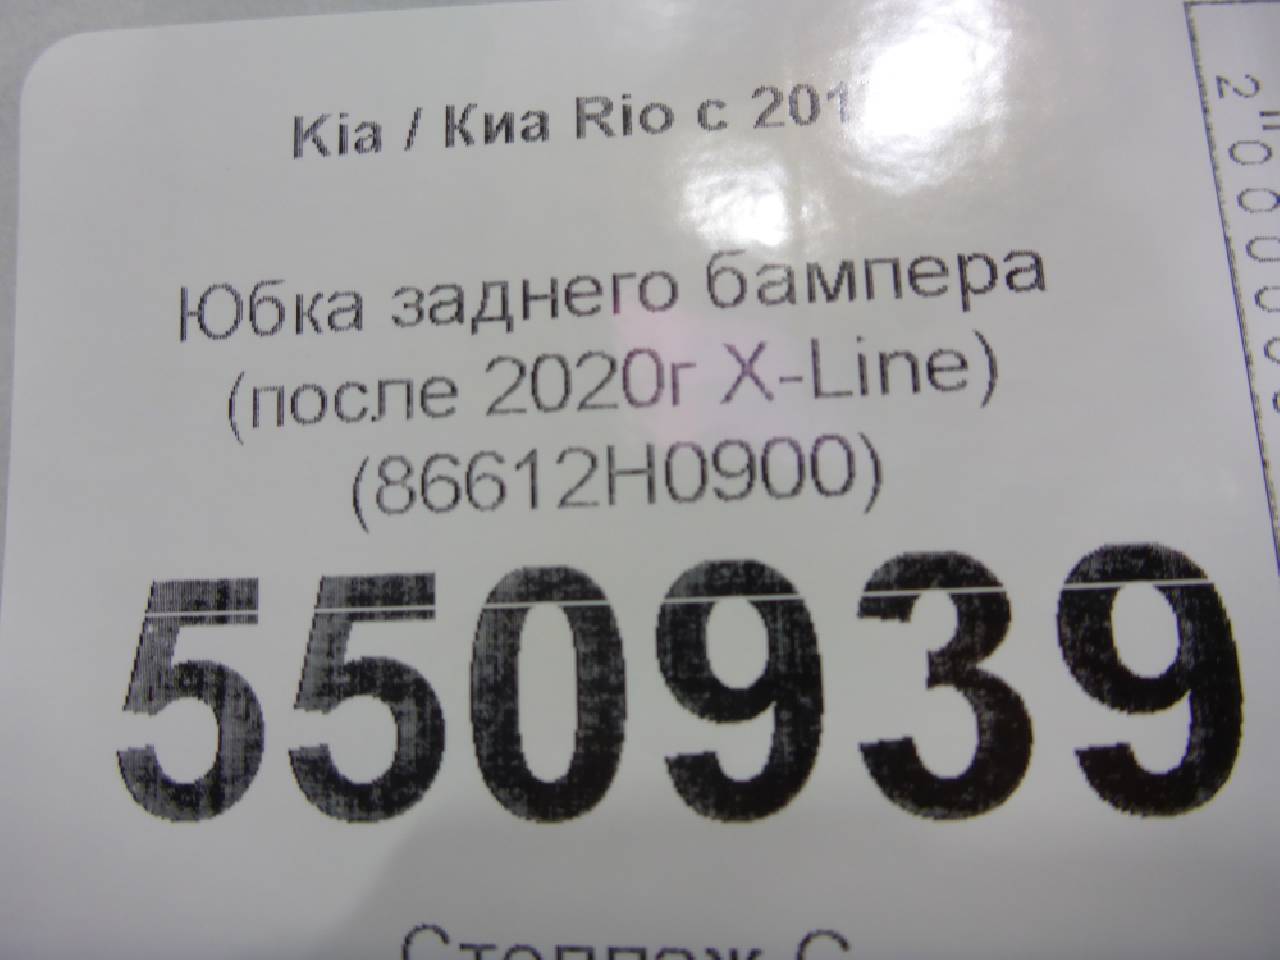 Kia / Киа Rio с 201
Юбка заднего бампера
(после 2020г X-Line)
(86612H0900)
550939